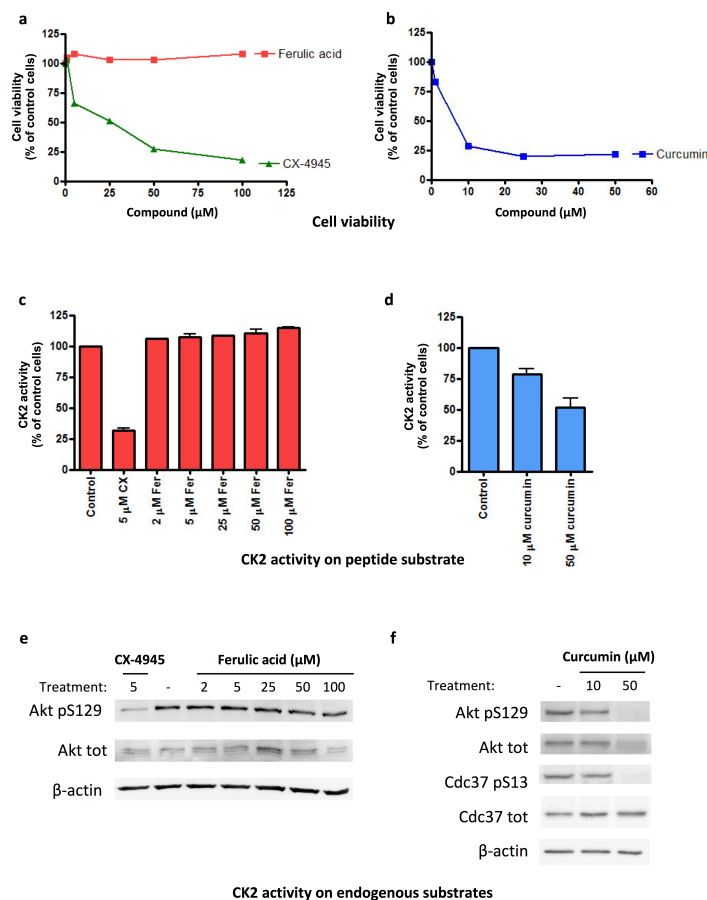 a
Cell viability
(% of control cells)
125
100
75
50
25
0
0
25
50
75
100
125
Ferulic acid
CX-4945
Compound (µM)
b
Cell viability
(% of control cells)
125
100
75
50
25
0
0
10
20
30
40
50
60
Curcumin
Compound (µM)
Cell viability
c
CK2 activity
(% of control cells)
125
100
75
50
25
0
Control
5 µM CX
2 µM Fer
5 µM Fer
25 µM Fer
50 µM Fer
100 µM Fer
d
CK2 activity
(% of control cells)
125
100
75
50
25
0
Control
10 µM curcumin
50 µM curcumin
CK2 activity on peptide substrate
e
CX-4945 Ferulic acid (µM)
Treatment: 5 - 2 5 25 50 100
Akt pS129
Akt tot
β-actin
f
Curcumin (µM)
Treatment: - 10 50
Akt pS129
Akt tot
Cdc37 pS13
Cdc37 tot
β-actin
CK2 activity on endogenous substrates